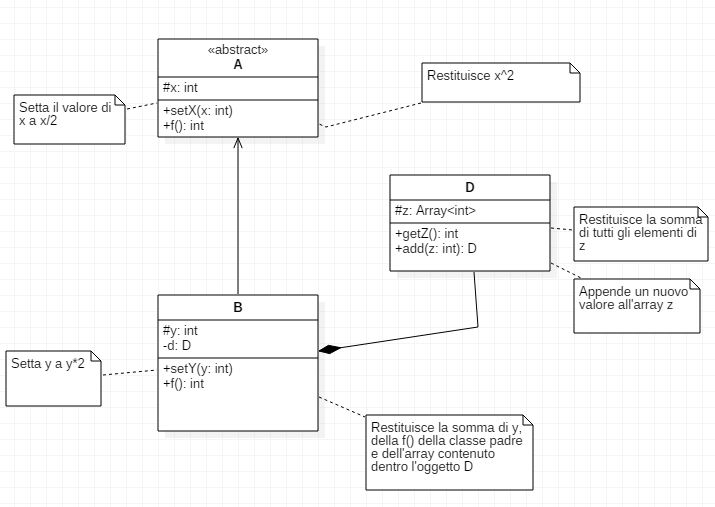 «abstract»
A
#x: int
+setX(x: int)
+f(): int
Restituisce x^2
Setta il valore di
x a x/2
D
#z: Array<int>
+getZ(): int
+add(z: int): D
Restituisce la somma
di tutti gli elementi di
z
Appende un nuovo
valore all'array z
B
#y: int
-d: D
+setY(y: int)
+f(): int
Setta y a y*2
Restituisce la somma di y,
della f() della classe padre
e dell'array contenuto
dentro l'oggetto D